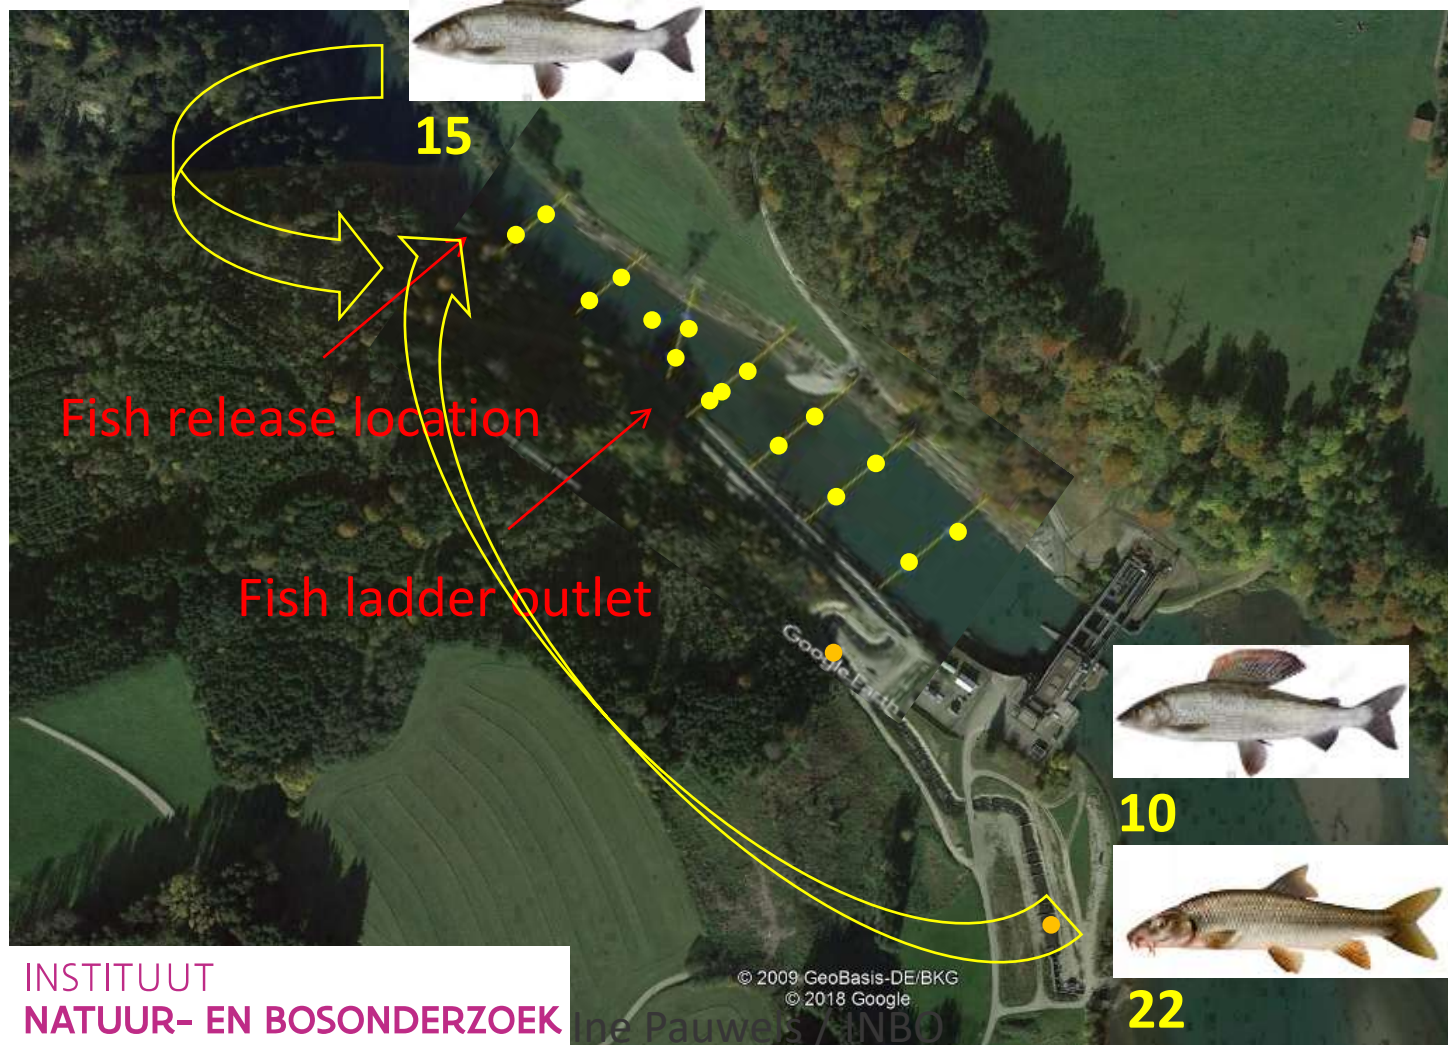 15
Fish release location
Fish ladder outlet
Google Earth
10
22
© 2009 GeoBasis-DE/BKG
© 2018 Google
INSTITUUT
NATUUR- EN BOSONDERZOEK
Ine Pauwels / INBO